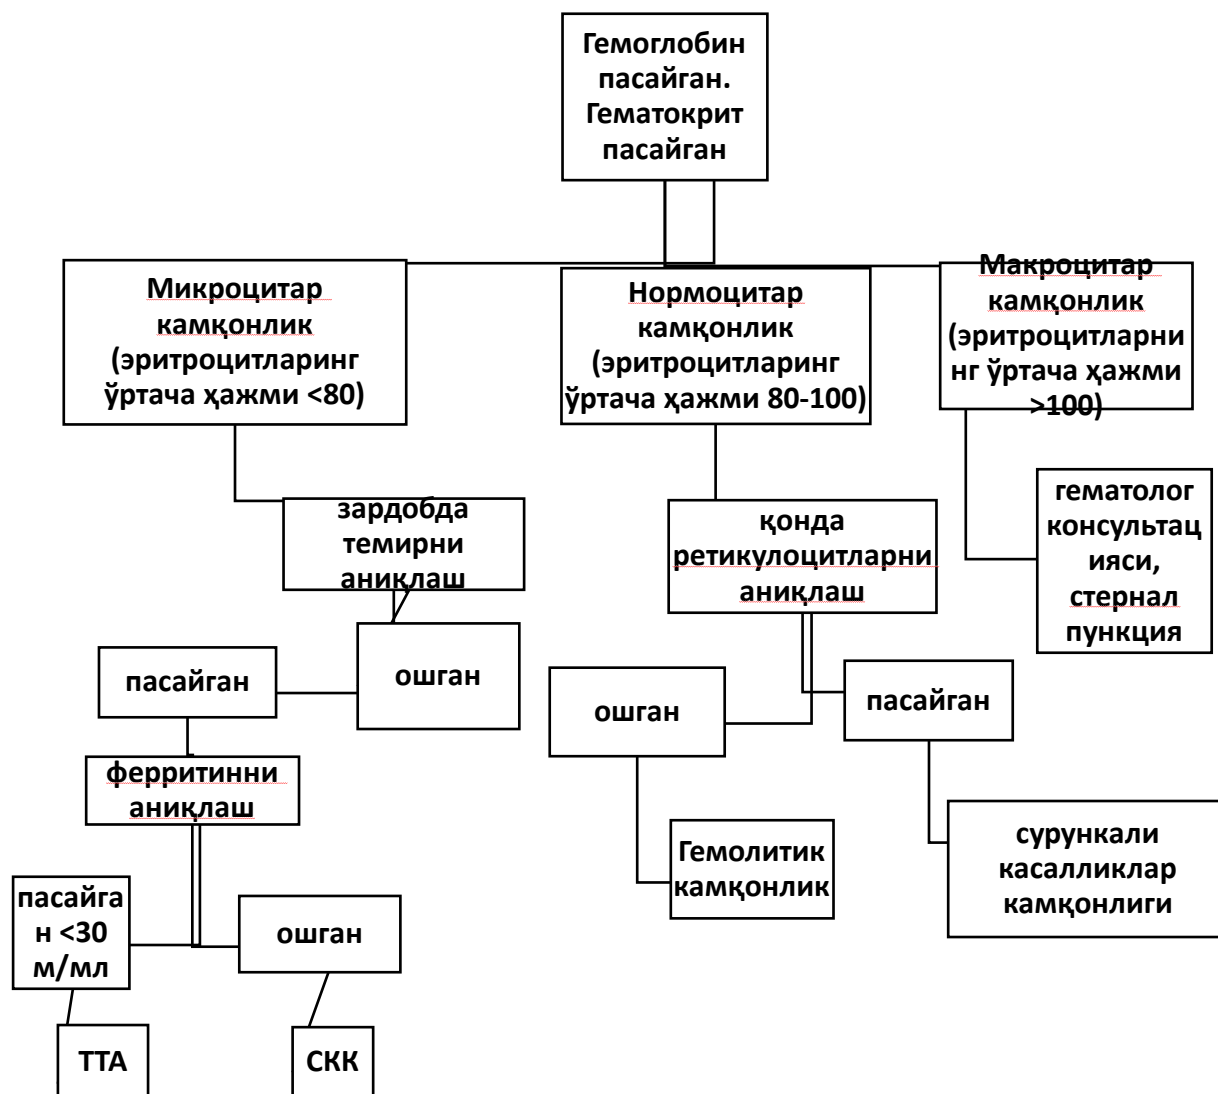 Гемоглобин
пасайган.
Гематокрит
пасайган
Микроцитар
камқонлик
(эритроцитларинг
ўртача ҳажми <80)
Нормоцитар
камқонлик
(эритроцитларинг
ўртача ҳажми 80-100)
Макроцитар
камқонлик
(эритроцитларни
нг ўртача ҳажми
>100)
зардобда
темирни
аниқлаш
қонда
ретикулоцитларни
аниқлаш
гематолог
консультац
ияси,
стернал
пункция
пасайган
ошган
ошган
пасайган
ферритинни
аниқлаш
Гемолитик
камқонлик
сурункали
касалликлар
камқонлиги
пасайга
н <30
м/мл
ошган
ТТА
СКК